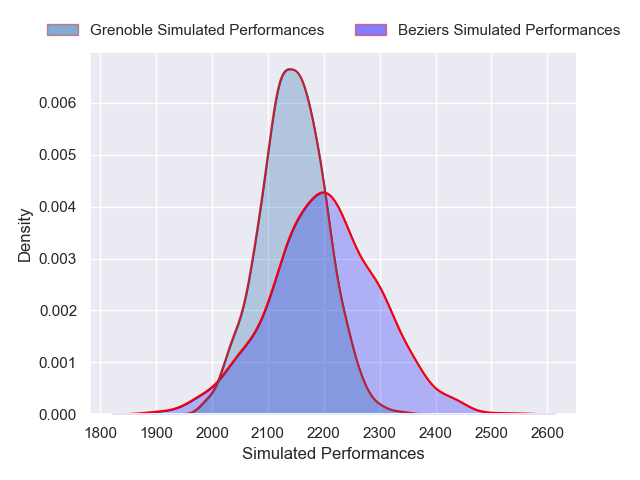 Grenoble Simulated Performances Beziers Simulated Performances
0.006
0.005
0.004
0.003
0.002
0.001
0.000
Density
1800 1900 2000 2100 2200 2300 2400 2500 2600
Simulated Performances